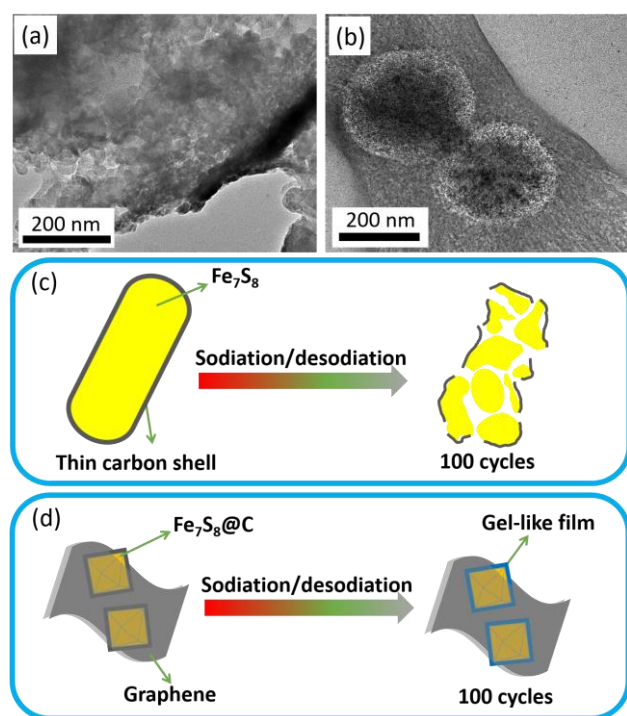 (a)
200 nm
(b)
200 nm
(c)
Fe₇S₈
Sodiation/desodiation
Thin carbon shell
100 cycles
(d)
Fe₇S₈@C
Gel-like film
Sodiation/desodiation
Graphene
100 cycles